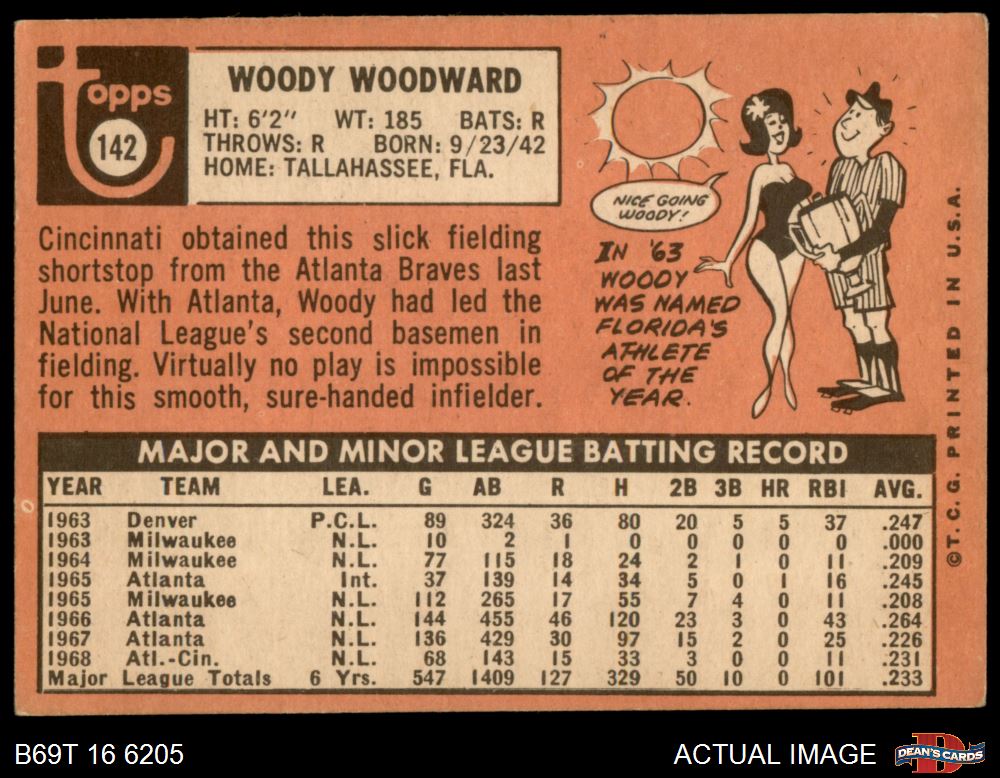 topps
142
WOODY WOODWARD
HT: 6'2" WT: 185 BATS: R
THROWS: R BORN: 9/23/42
HOME: TALLAHASSEE, FLA.
Cincinnati obtained this slick fielding
shortstop from the Atlanta Braves last
June. With Atlanta, Woody had led the
National League's second basemen in
fielding. Virtually no play is impossible
for this smooth, sure-handed infielder.
NICE GOING
WOODY!
IN '63
WOODY
WAS NAMED
FLORIDA'S
ATHLETE
OF THE
YEAR.
MAJOR AND MINOR LEAGUE BATTING RECORD
YEAR TEAM LEA. G AB R H 2B 3B HR RBI AVG.
1963 Denver P.C.L. 89 324 36 80 20 5 5 37 .247
1963 Milwaukee N.L. 10 2 1 0 0 0 0 0 .000
1964 Milwaukee N.L. 77 115 18 24 2 1 0 11 .209
1965 Atlanta Int. 37 139 14 34 5 0 1 16 .245
1965 Milwaukee N.L. 112 265 17 55 7 4 0 11 .208
1966 Atlanta N.L. 144 455 46 120 23 3 0 43 .264
1967 Atlanta N.L. 136 429 30 97 15 2 0 25 .226
1968 Atl.-Cin. N.L. 68 143 15 33 3 0 0 11 .231
Major League Totals 6 Yrs. 547 1409 127 329 50 10 0 101 .233
©T. C. G. PRINTED IN U.S.A.
B69T 16 6205
ACTUAL IMAGE
D
DEAN'S CARDS